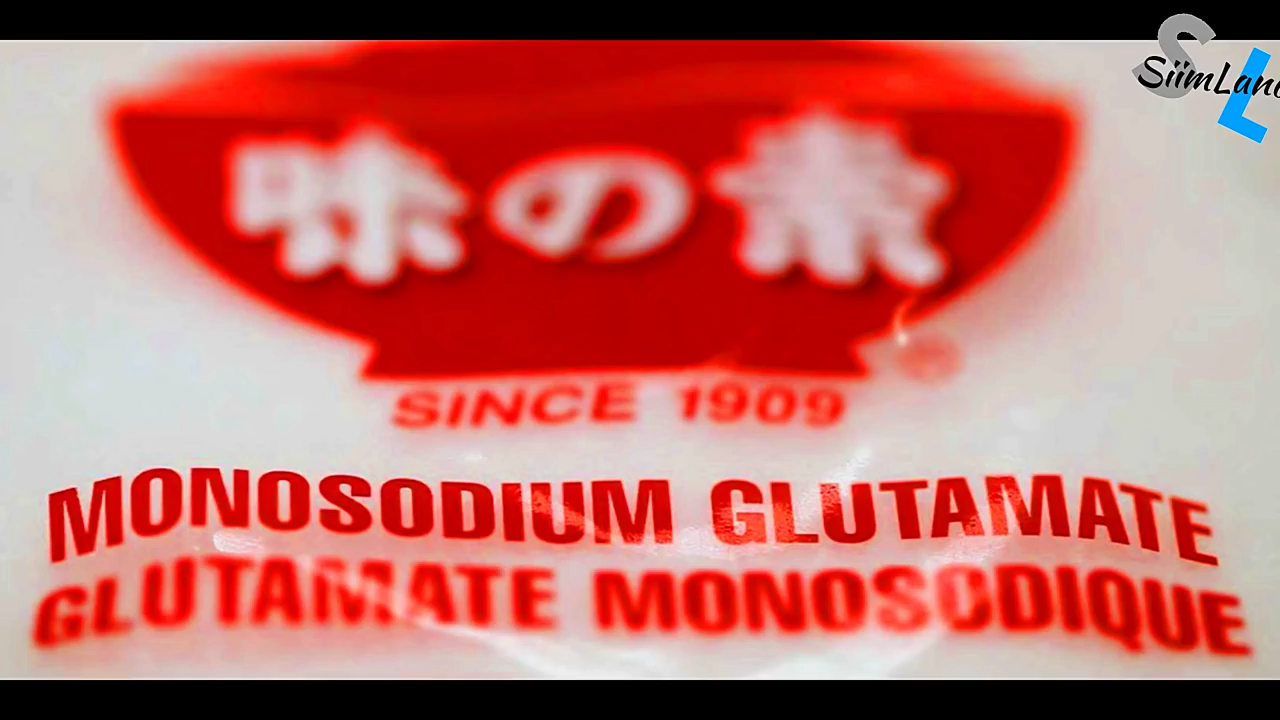 SiimLand
味の素
SINCE 1909
MONOSODIUM GLUTAMATE
GLUTAMATE MONOSODIQUE